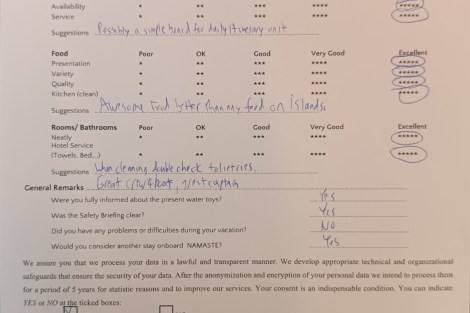 Availability * ** *** **** *****
Service * ** *** **** *****
Suggestions Possibly a simple board for daily itinerary unit
Food Poor OK Good Very Good Excellent
Presentation * ** *** **** *****
Variety * ** *** **** *****
Quality * ** *** **** *****
Kitchen (clean) * ** *** **** *****
Suggestions Awesome food better than any food on Islands.
Rooms/ Bathrooms Poor OK Good Very Good Excellent
Neatly * ** *** **** *****
Hotel Service
(Towels, Bed...) * ** *** **** *****
Suggestions When cleaning double check toiletries.
General Remarks Great crew & boat,
Were you fully informed about the present water toys? Yes
Was the Safety Briefing clear? Yes
Did you have any problems or difficulties during your vacation? NO
Would you consider another stay onboard NAMASTE! Yes
We assure you that we process your data in a lawful and transparent manner. We develop appropriate technical and organizational
safeguards that ensure the security of your data. After the anonymization and encryption of your personal data we intend to process them
for a period of 5 years for statistic reasons and to improve our services. Your consent is an indispensable condition. You can indicate
YES or NO at the ticked boxes: